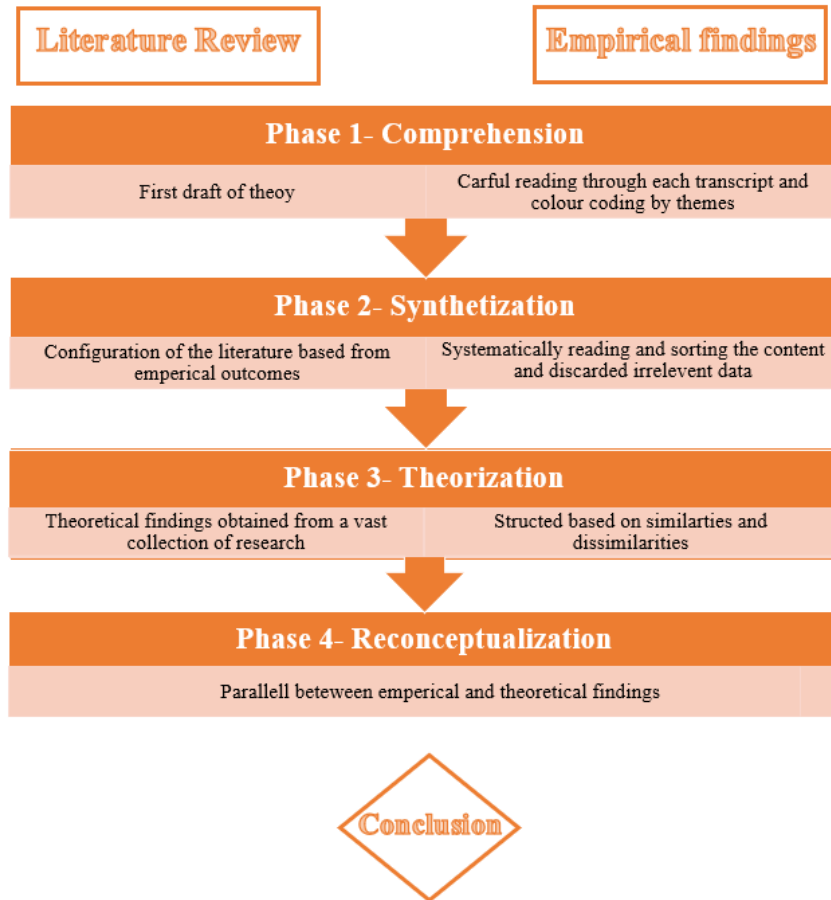 Literature Review
Empirical findings
Phase 1- Comprehension
First draft of theoy
Carful reading through each transcript and
colour coding by themes
Phase 2- Synthetization
Configuration of the literature based from
emperical outcomes
Systematically reading and sorting the content
and discarded irrelevent data
Phase 3- Theorization
Theoretical findings obtained from a vast
collection of research
Structed based on similarties and
dissimilarities
Phase 4- Reconceptualization
Parallell beteween emperical and theoretical findings
Conclusion